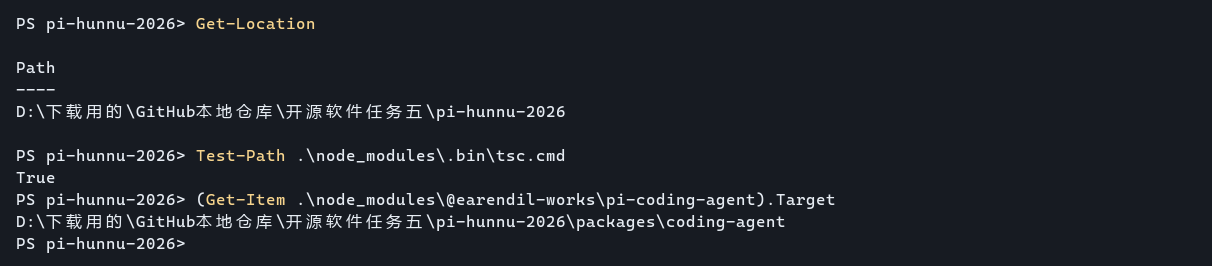 PS pi-hunnu-2026> Get-Location
Path
----
D:\下载用的\GitHub本地仓库\开源软件任务五\pi-hunnu-2026
PS pi-hunnu-2026> Test-Path .\node_modules\.bin\tsc.cmd
True
PS pi-hunnu-2026> (Get-Item .\node_modules\@earendil-works\pi-coding-agent).Target
D:\下载用的\GitHub本地仓库\开源软件任务五\pi-hunnu-2026\packages\coding-agent
PS pi-hunnu-2026>